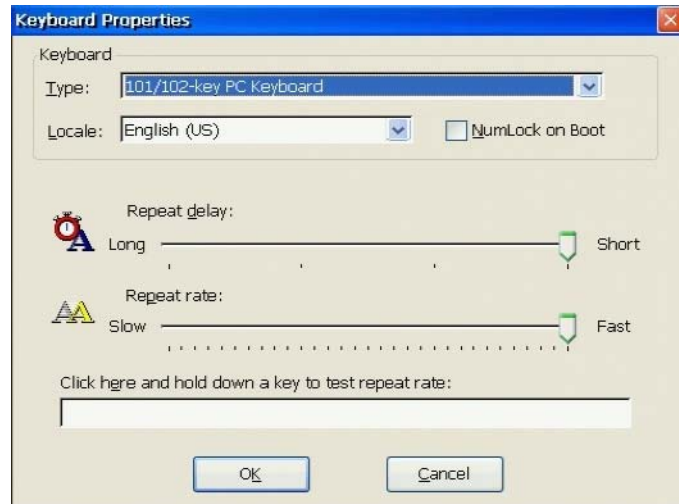 Keyboard Properties
Keyboard
Type: 101/102-key PC Keyboard
Locale: English (US) NumLock on Boot
Repeat delay:
Long Short
Repeat rate:
Slow Fast
Click here and hold down a key to test repeat rate:
OK Cancel